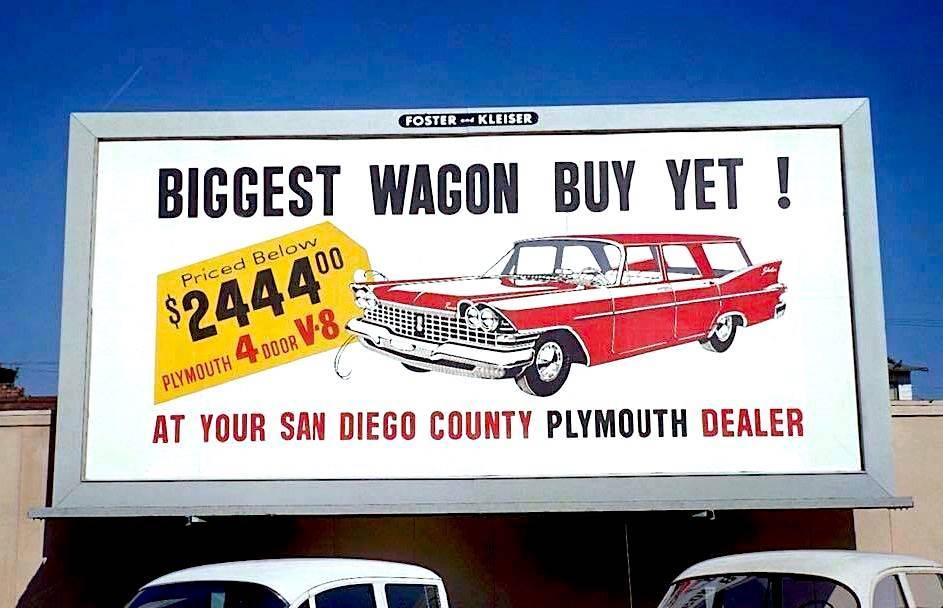 FOSTER and KLEISER
BIGGEST WAGON BUY YET !
Priced Below
$244400
PLYMOUTH 4 DOOR V-8
AT YOUR SAN DIEGO COUNTY PLYMOUTH DEALER